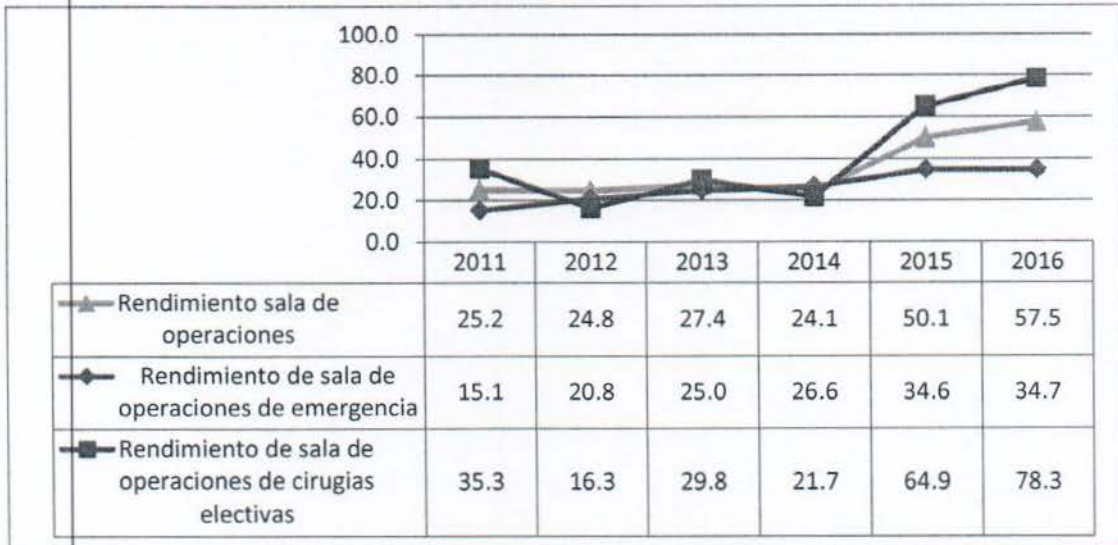 100.0
80.0
60.0
40.0
20.0
0.0
2011 2012 2013 2014 2015 2016
Rendimiento sala de
operaciones
25.2 24.8 27.4 24.1 50.1 57.5
Rendimiento de sala de
operaciones de emergencia
15.1 20.8 25.0 26.6 34.6 34.7
Rendimiento de sala de
operaciones de cirugias
electivas
35.3 16.3 29.8 21.7 64.9 78.3